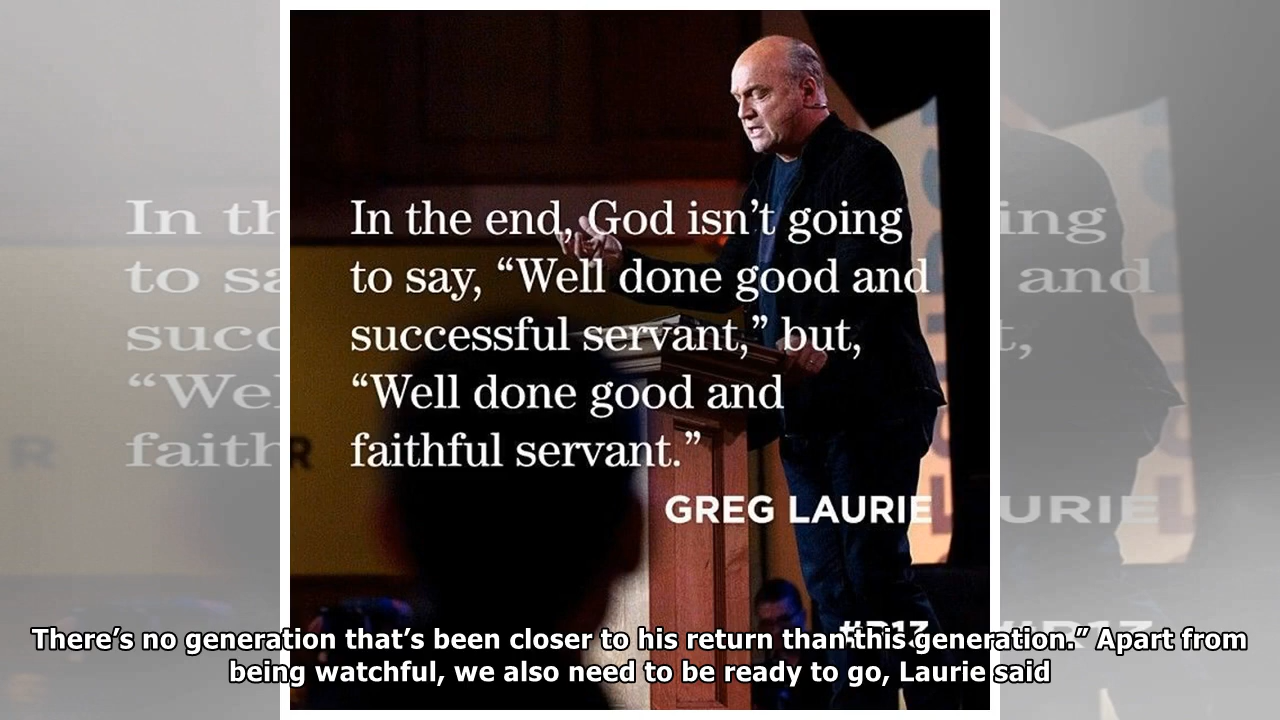 In the end, God isn’t going
to say, “Well done good and
successful servant,” but,
“Well done good and
faithful servant.”
GREG LAURIE
There’s no generation that’s been closer to his return than this generation.” Apart from
being watchful, we also need to be ready to go, Laurie said